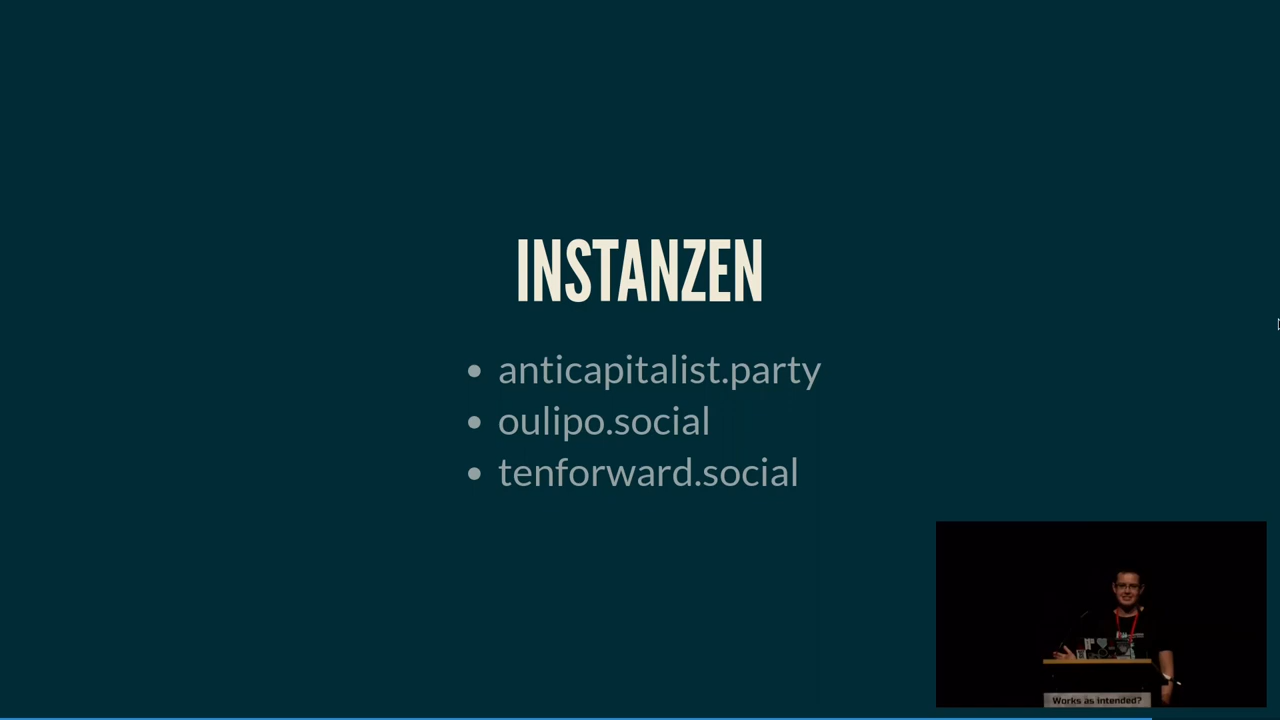 INSTANZEN
anticapitalist.party
oulipo.social
tenforward.social
Works as intended?